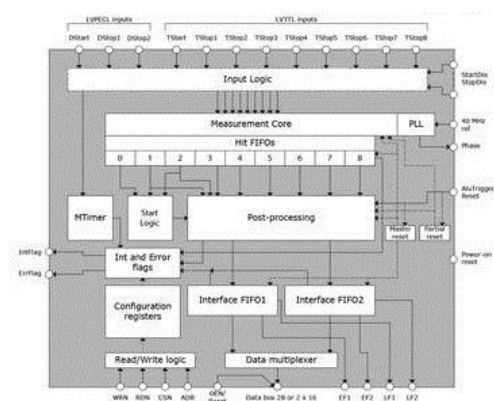 LVPECL inputs LVTTL inputs
DStart DStop1 DStop2 TStart TStop1 TStop2 TStop3 TStop4 TStop5 TStop6 TStop7 TStop8
Input Logic
StartDis
StopDis
Measurement Core PLL
40 MHz
ref
Hit FIFOs
Phase
0 1 2 3 4 5 6 7 8
AluTrigger
Reset
MTimer
Start
Logic
Post-processing
Master
reset
Partial
reset
IntFlag
ErrFlag
Int and Error
flags
Power-on
reset
Configuration
registers
Interface FIFO1 Interface FIFO2
Read/Write logic Data multiplexer
WRN RDN CSN ADR OEN/
Data bus 28 or 2 x 16 EF1 EF2 LF1 LF2